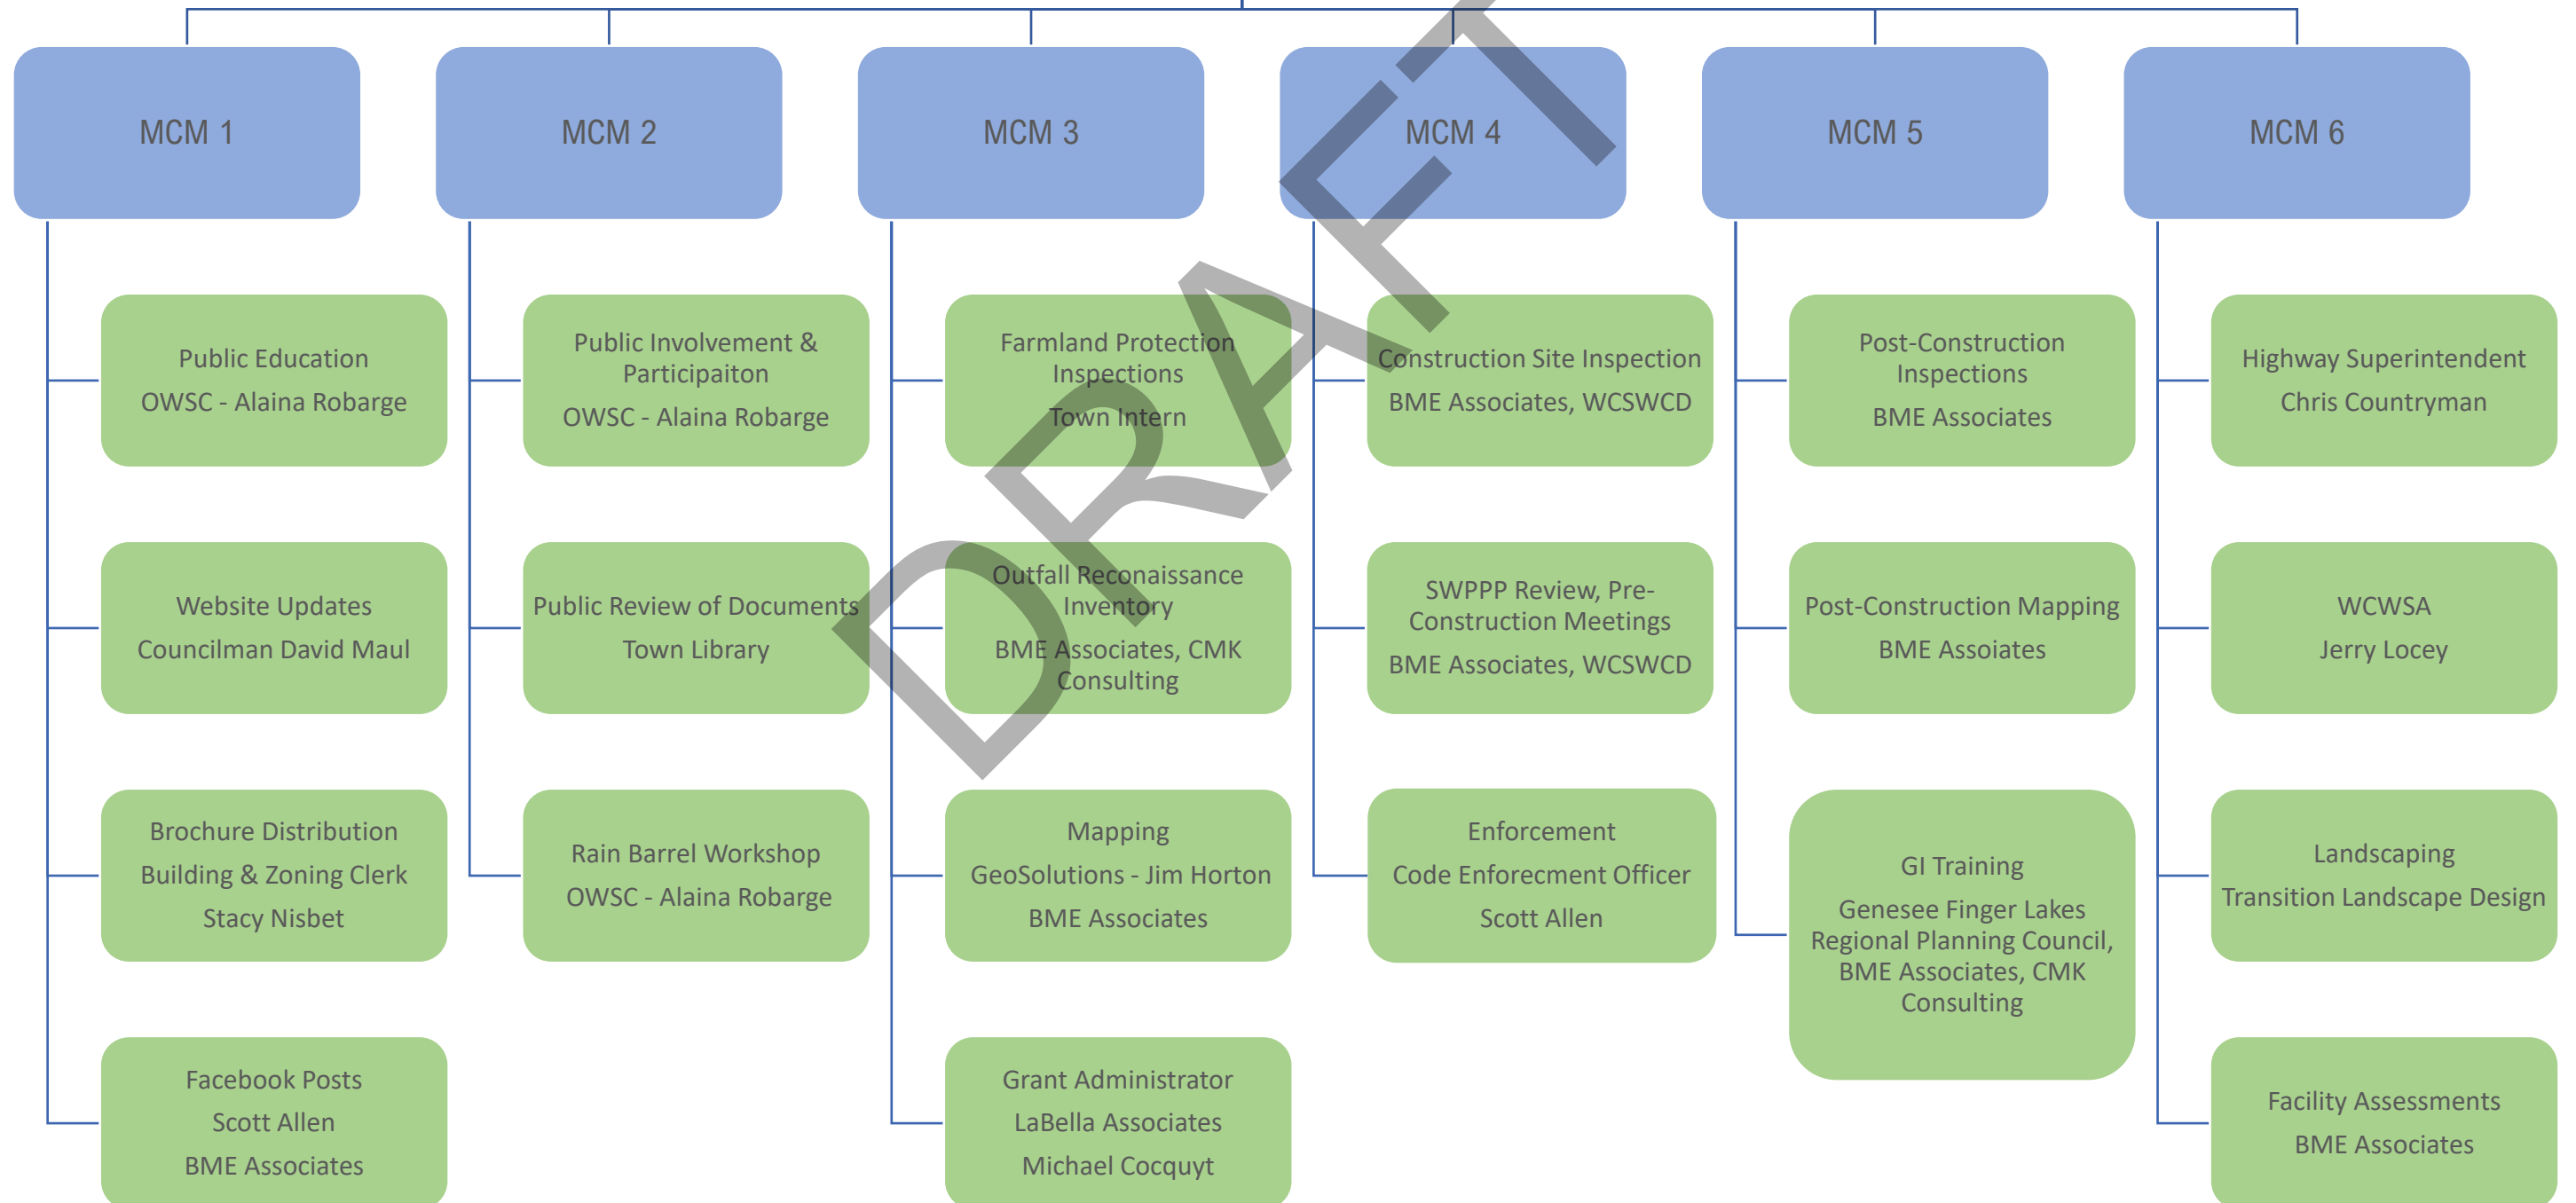 MCM 1
MCM 2
MCM 3
MCM 4
MCM 5
MCM 6
Public Education
OWSC - Alaina Robarge
Website Updates
Councilman David Maul
Brochure Distribution
Building & Zoning Clerk
Stacy Nisbet
Facebook Posts
Scott Allen
BME Associates
Public Involvement &
Participaiton
OWSC - Alaina Robarge
Public Review of Documents
Town Library
Rain Barrel Workshop
OWSC - Alaina Robarge
Farmland Protection
Inspections
Town Intern
Outfall Reconaissance
Inventory
BME Associates, CMK
Consulting
Mapping
GeoSolutions - Jim Horton
BME Associates
Grant Administrator
LaBella Associates
Michael Cocquyt
Construction Site Inspection
BME Associates, WCSWCD
SWPPP Review, Pre-
Construction Meetings
BME Associates, WCSWCD
Enforcement
Code Enforecment Officer
Scott Allen
Post-Construction
Inspections
BME Associates
Post-Construction Mapping
BME Assoiates
GI Training
Genesee Finger Lakes
Regional Planning Council,
BME Associates, CMK
Consulting
Highway Superintendent
Chris Countryman
WCWSA
Jerry Locey
Landscaping
Transition Landscape Design
Facility Assessments
BME Associates
DRAFT